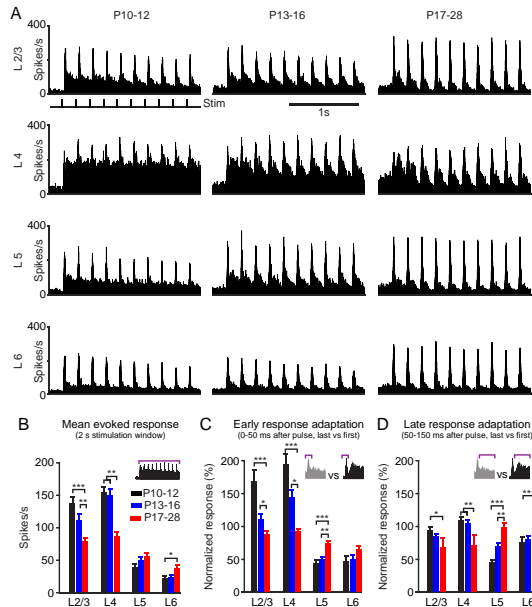 A
P10-12
P13-16
P17-28
L 2/3
Spikes/s
400
200
0
Stim
1s
L 4
Spikes/s
400
200
0
L 5
Spikes/s
400
0
L 6
Spikes/s
400
0
B
Mean evoked response
(2 s stimulation window)
Spikes/s
200
150
100
50
0
***
**
**
*
P10-12
P13-16
P17-28
L2/3
L4
L5
L6
C
Early response adaptation
(0-50 ms after pulse, last vs first)
Normalized response (%)
200
150
100
50
0
***
*
***
*
***
**
vs
L2/3
L4
L5
L6
D
Late response adaptation
(50-150 ms after pulse, last vs first)
Normalized response (%)
200
150
100
50
0
*
**
***
**
***
vs
L2/3
L4
L5
L6